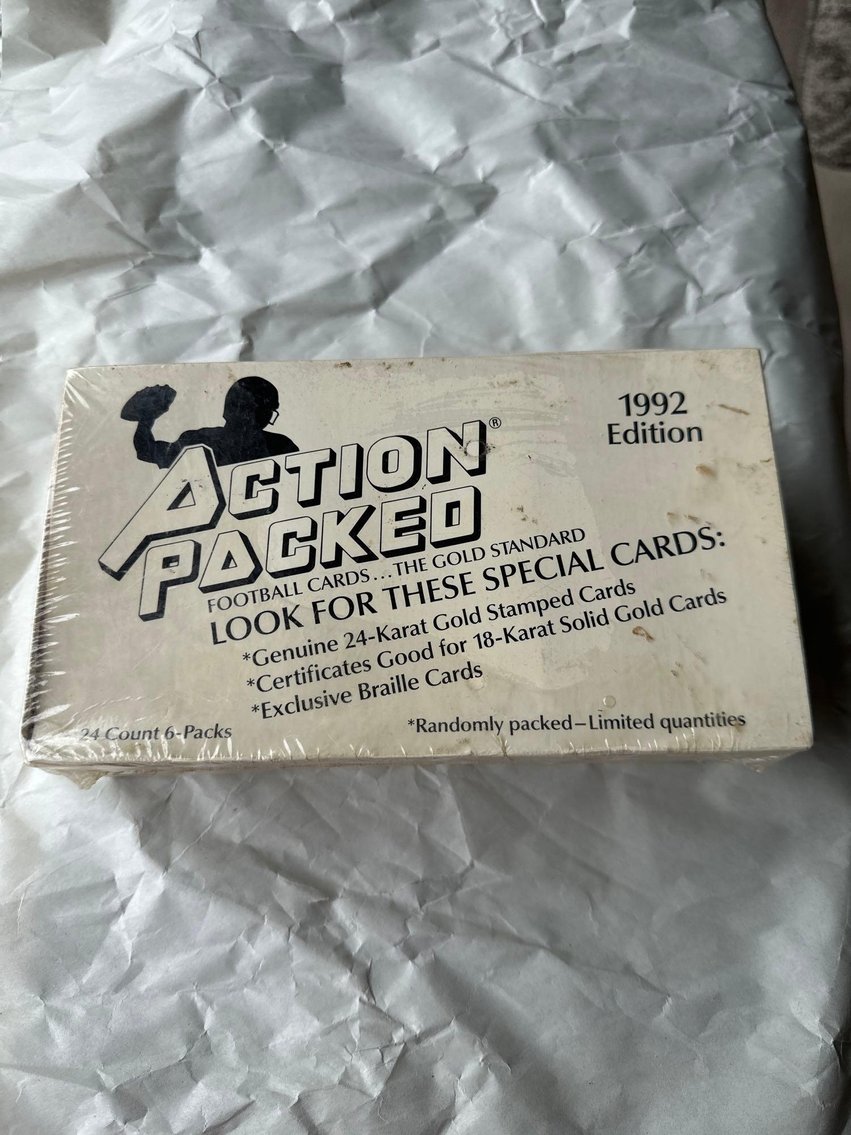 1992
Edition
ACTION®
PACKED
FOOTBALL CARDS...THE GOLD STANDARD
LOOK FOR THESE SPECIAL CARDS:
*Genuine 24-Karat Gold Stamped Cards
*Certificates Good for 18-Karat Solid Gold Cards
*Exclusive Braille Cards
24 Count 6-Packs
*Randomly packed–Limited quantities